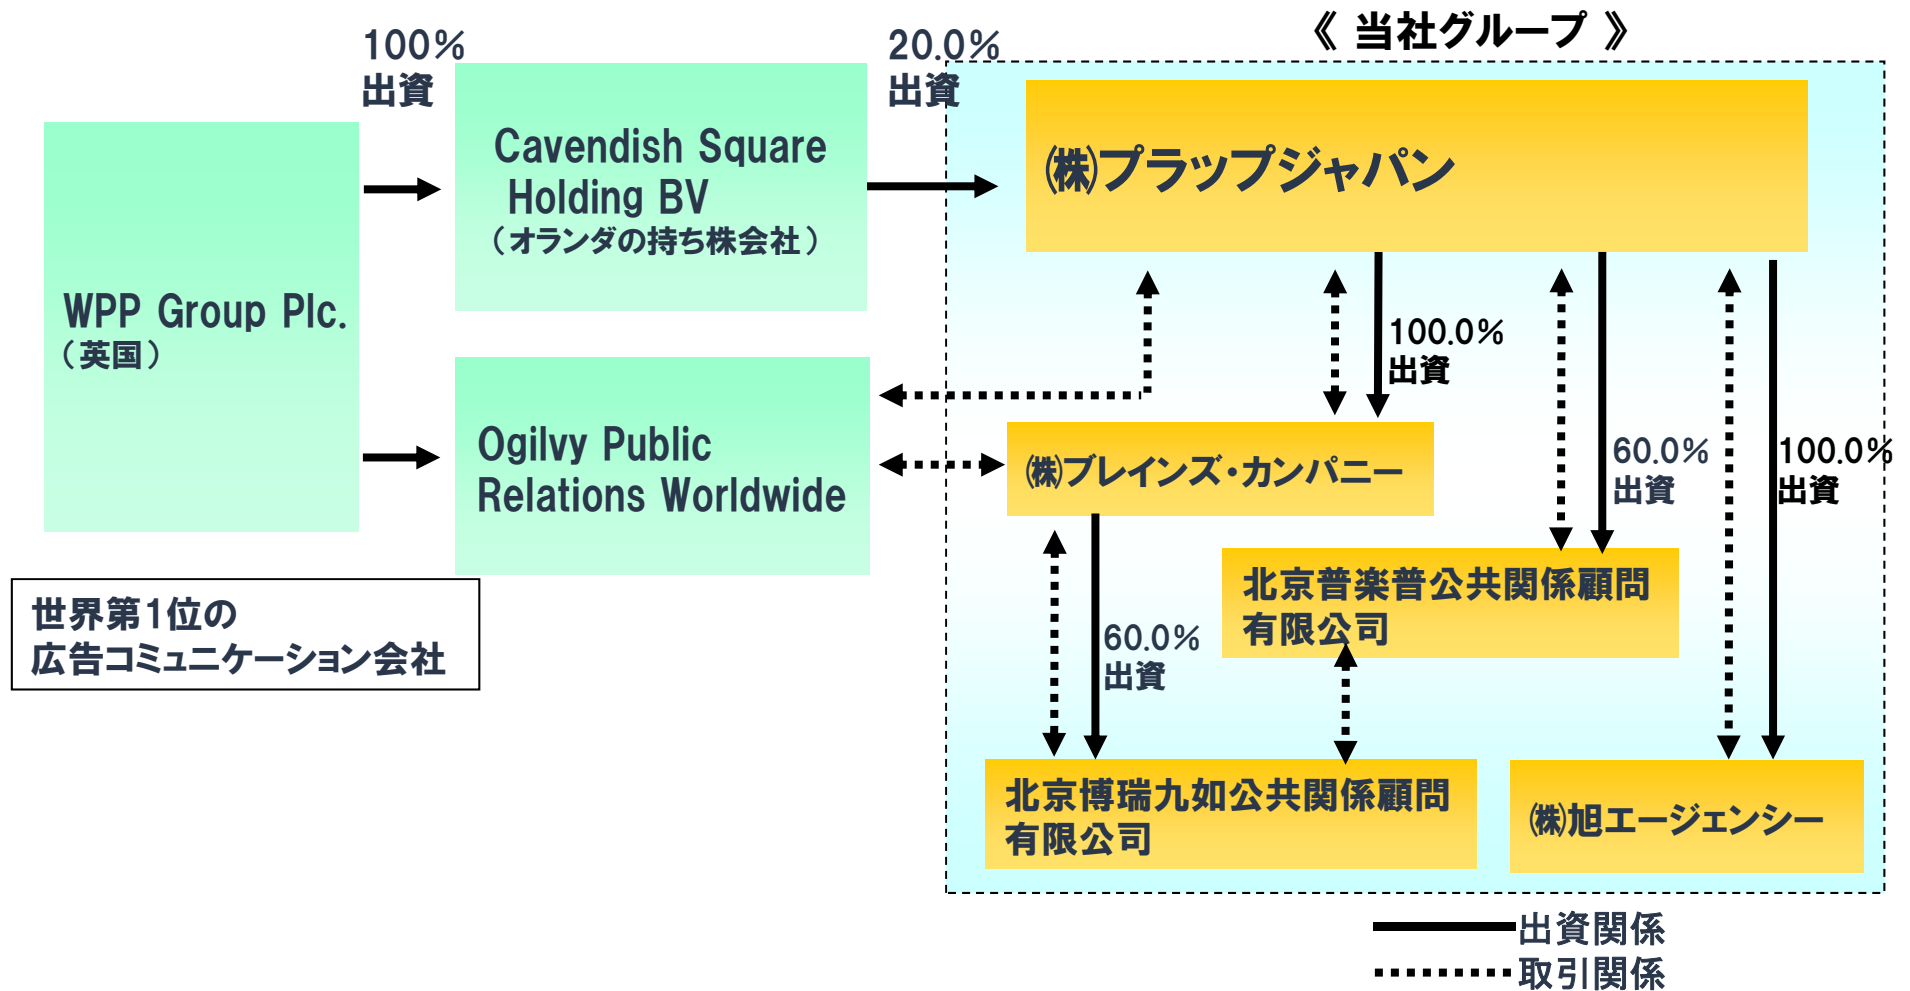 《 当社グループ 》
100%
出資
20.0%
出資
Cavendish Square
Holding BV
（オランダの持ち株会社）
㈱プラップジャパン
WPP Group Plc.
（英国）
100.0%
出資
Ogilvy Public
Relations Worldwide
㈱ブレインズ・カンパニー
60.0%
出資
100.0%
出資
世界第1位の
広告コミュニケーション会社
北京普楽普公共関係顧問
有限公司
60.0%
出資
北京博瑞九如公共関係顧問
有限公司
㈱旭エージェンシー
出資関係
取引関係